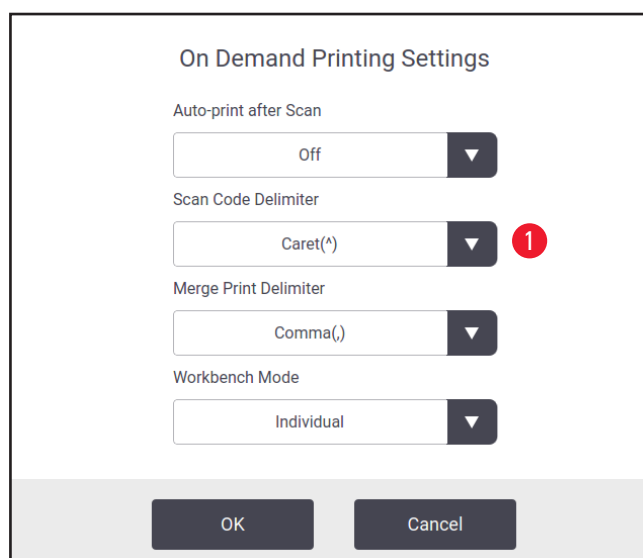 On Demand Printing Settings
Auto-print after Scan
Off
Scan Code Delimiter
Caret(^)
1
Merge Print Delimiter
Comma(,)
Workbench Mode
Individual
OK
Cancel